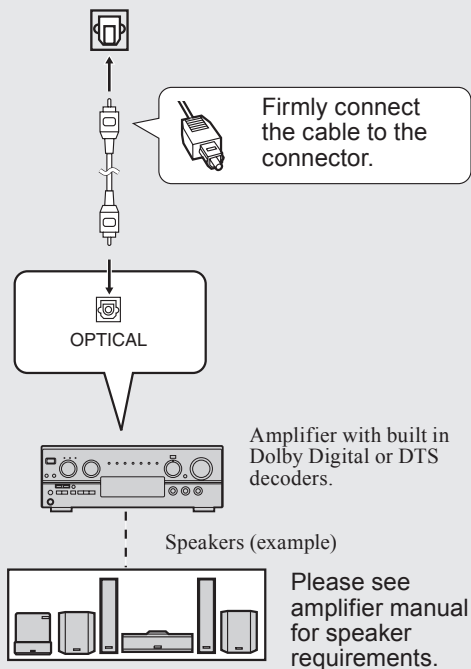 Firmly connect
the cable to the
connector.
OPTICAL
Amplifier with built in
Dolby Digital or DTS
decoders.
Speakers (example)
Please see
amplifier manual
for speaker
requirements.